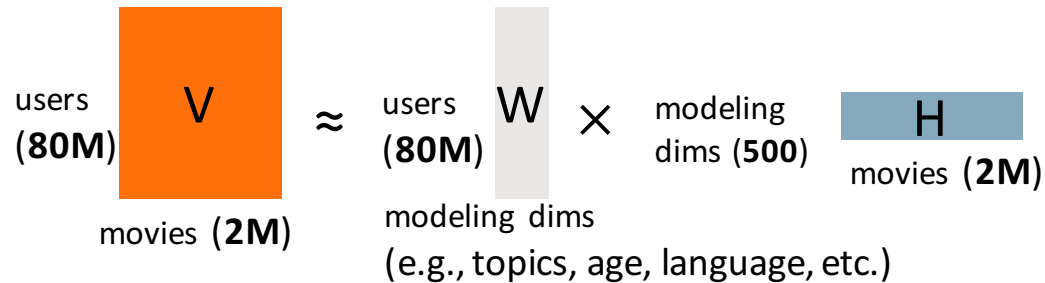 users
(80M)
V
movies (2M)
≈
users
(80M)
W
modeling dims
(e.g., topics, age, language, etc.)
×
modeling
dims (500)
H
movies (2M)